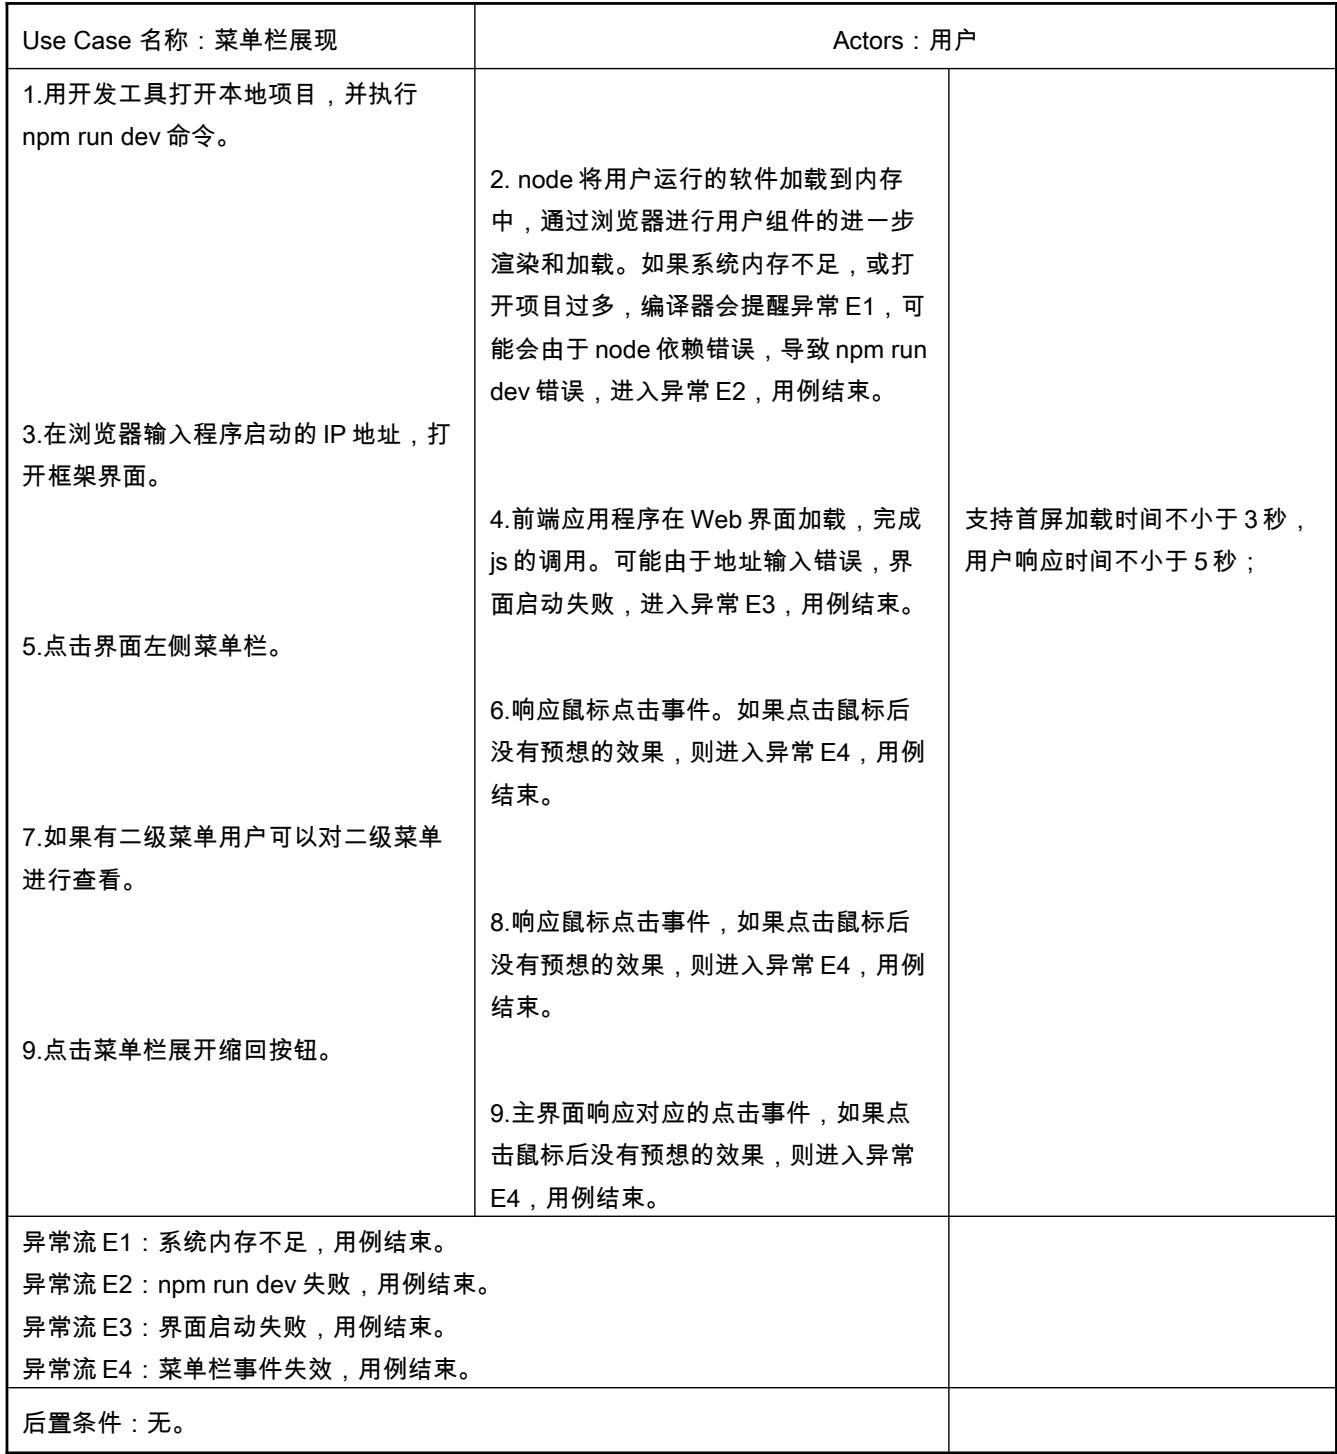 Use Case 名称：菜单栏展现
Actors：用户
1.用开发工具打开本地项目，并执行
npm run dev 命令。
2. node 将用户运行的软件加载到内存
中，通过浏览器进行用户组件的进一步
渲染和加载。如果系统内存不足，或打
开项目过多，编译器会提醒异常 E1，可
能会由于 node 依赖错误，导致 npm run
dev 错误，进入异常 E2，用例结束。
3.在浏览器输入程序启动的 IP 地址，打
开框架界面。
4.前端应用程序在 Web 界面加载，完成
js 的调用。可能由于地址输入错误，界
面启动失败，进入异常 E3，用例结束。
支持首屏加载时间不小于 3 秒，
用户响应时间不小于 5 秒；
5.点击界面左侧菜单栏。
6.响应鼠标点击事件。如果点击鼠标后
没有预想的效果，则进入异常 E4，用例
结束。
7.如果有二级菜单用户可以对二级菜单
进行查看。
8.响应鼠标点击事件，如果点击鼠标后
没有预想的效果，则进入异常 E4，用例
结束。
9.点击菜单栏展开缩回按钮。
9.主界面响应对应的点击事件，如果点
击鼠标后没有预想的效果，则进入异常
E4，用例结束。
异常流 E1：系统内存不足，用例结束。
异常流 E2：npm run dev 失败，用例结束。
异常流 E3：界面启动失败，用例结束。
异常流 E4：菜单栏事件失效，用例结束。
后置条件：无。